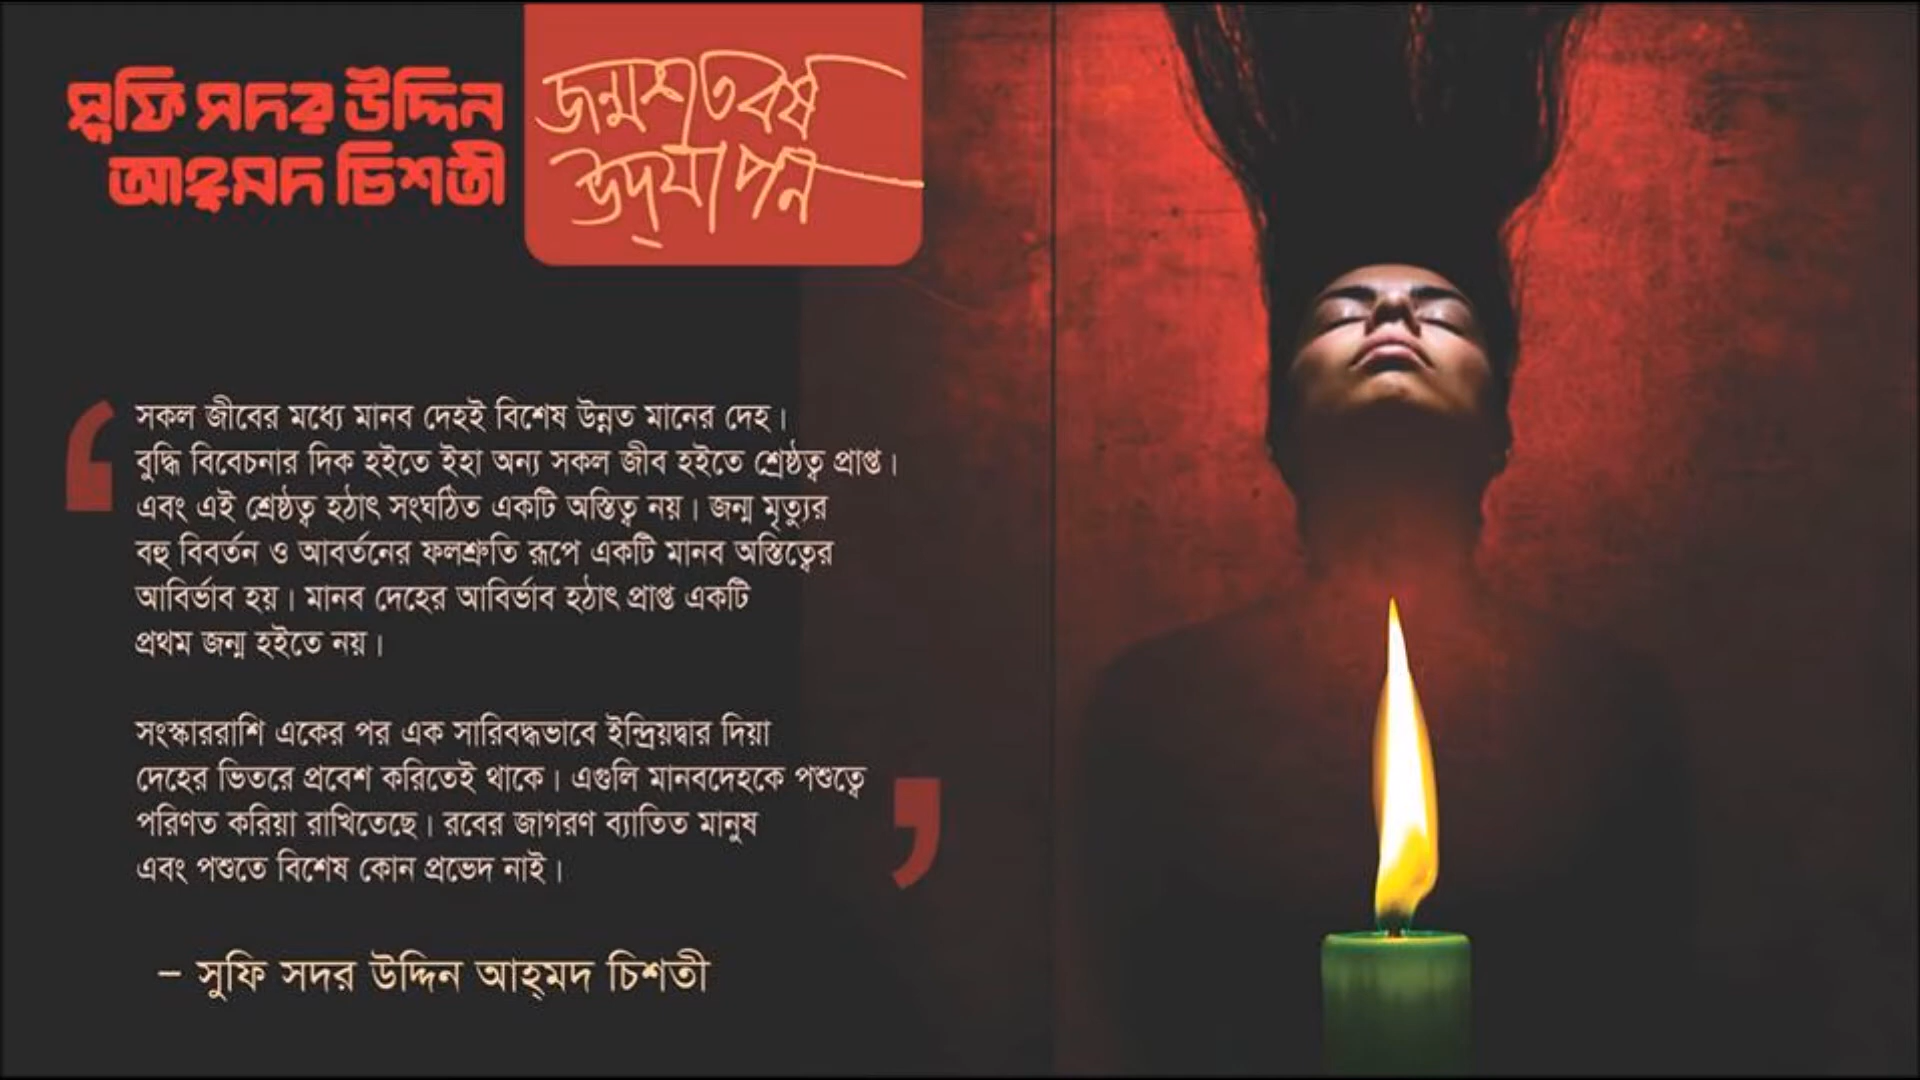 সুফি সদর উদ্দিন
আহ্‌মদ চিশতী
জন্মশতবর্ষ
উদ্‌যাপন
সকল জীবের মধ্যে মানব দেহই বিশেষ উন্নত মানের দেহ।
বুদ্ধি বিবেচনার দিক হইতে ইহা অন্য সকল জীব হইতে শ্রেষ্ঠত্ব প্রাপ্ত।
এবং এই শ্রেষ্ঠত্ব হঠাৎ সংঘঠিত একটি অস্তিত্ব নয়। জন্ম মৃত্যুর
বহু বিবর্তন ও আবর্তনের ফলশ্রুতি রূপে একটি মানব অস্তিত্বের
আবির্ভাব হয়। মানব দেহের আবির্ভাব হঠাৎ প্রাপ্ত একটি
প্রথম জন্ম হইতে নয়।
সংস্কাররাশি একের পর এক সারিবদ্ধভাবে ইন্দ্রিয়দ্বার দিয়া
দেহের ভিতরে প্রবেশ করিতেই থাকে। এগুলি মানবদেহকে পশুত্বে
পরিণত করিয়া রাখিতেছে। রবের জাগরণ ব্যাতিত মানুষ
এবং পশুতে বিশেষ কোন প্রভেদ নাই।
– সুফি সদর উদ্দিন আহ্‌মদ চিশতী